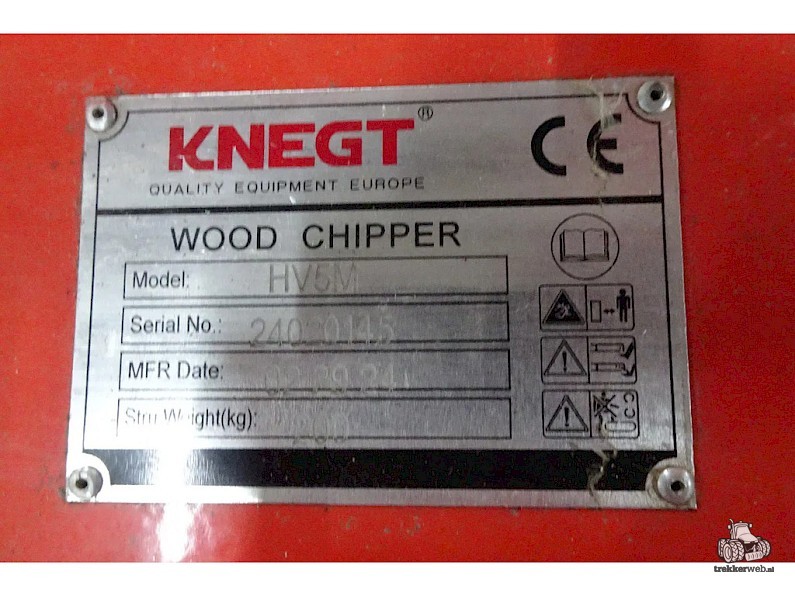 KNEGT®
CE
QUALITY EQUIPMENT EUROPE
WOOD CHIPPER
Model: HV5M
Serial No.:
MFR Date:
Stru Weight(kg):
trekkerweb.nl